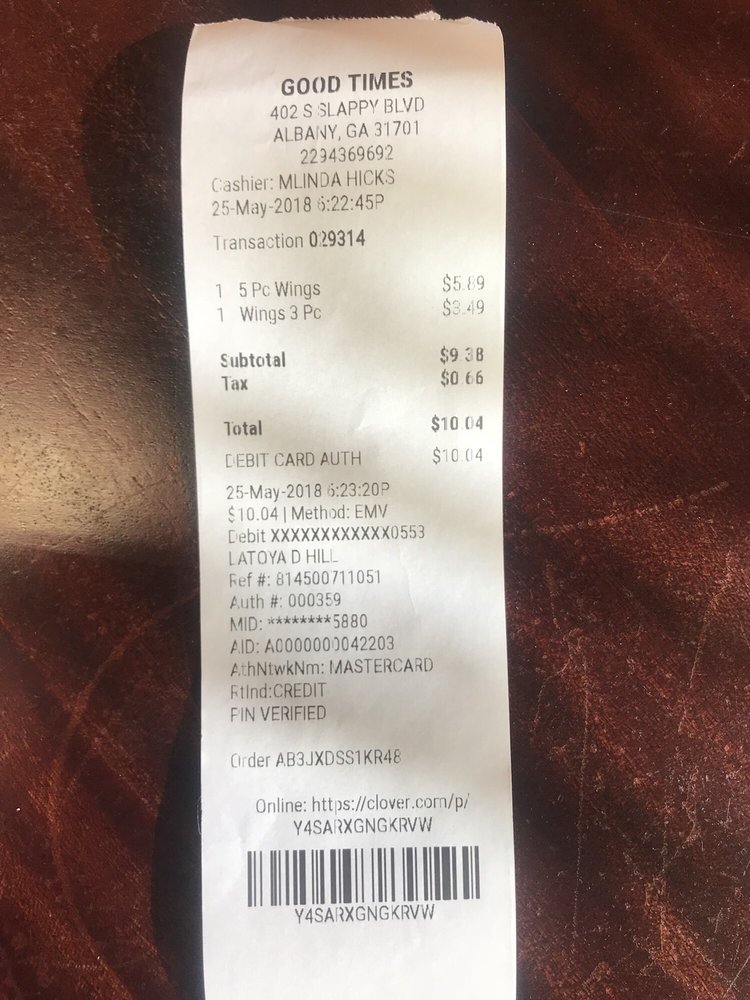 GOOD TIMES
402 S SLAPPY BLVD
ALBANY, GA 31701
2294369692
Cashier: MLINDA HICKS
25-May-2018 6:22:45P
Transaction 029314
1 5 Pc Wings $5.89
1 Wings 3 Pc $3.49
Subtotal $9.38
Tax $0.66
Total $10.04
DEBIT CARD AUTH $10.04
25-May-2018 6:23:20P
$10.04 | Method: EMV
Debit XXXXXXXXXXXX0553
LATOYA D HILL
Ref #: 814500711051
Auth #: 000359
MID: ********5880
AID: A0000000042203
AthNtwkNm: MASTERCARD
RtInd:CREDIT
PIN VERIFIED
Order AB3JXDSS1KR48
Online: https://clover.com/p/
Y4SARXGNGKRVW
Y4SARXGNGKRVW